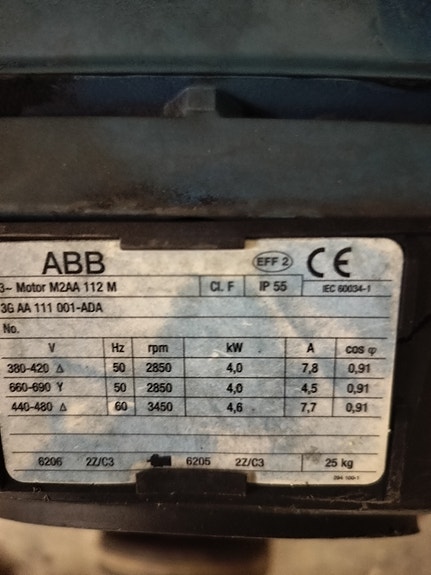 ABB EFF 2 CE
3~ Motor M2AA 112 M Cl. F IP 55 IEC 60034-1
3G AA 111 001-ADA
No.
V Hz rpm kW A cos φ
380-420 Δ 50 2850 4,0 7,8 0,91
660-690 Y 50 2850 4,0 4,5 0,91
440-480 Δ 60 3450 4,6 7,7 0,91
6206 2Z/C3 6205 2Z/C3 25 kg